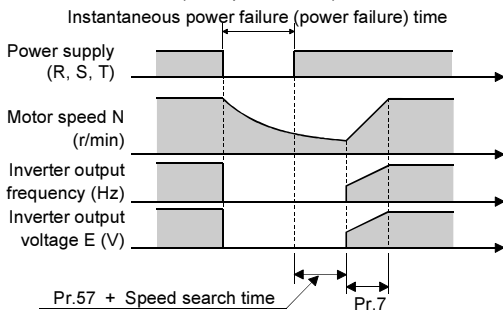 Instantaneous power failure (power failure) time
Power supply
(R, S, T)
Motor speed N
(r/min)
Inverter output
frequency (Hz)
Inverter output
voltage E (V)
Pr.57 + Speed search time
Pr.7